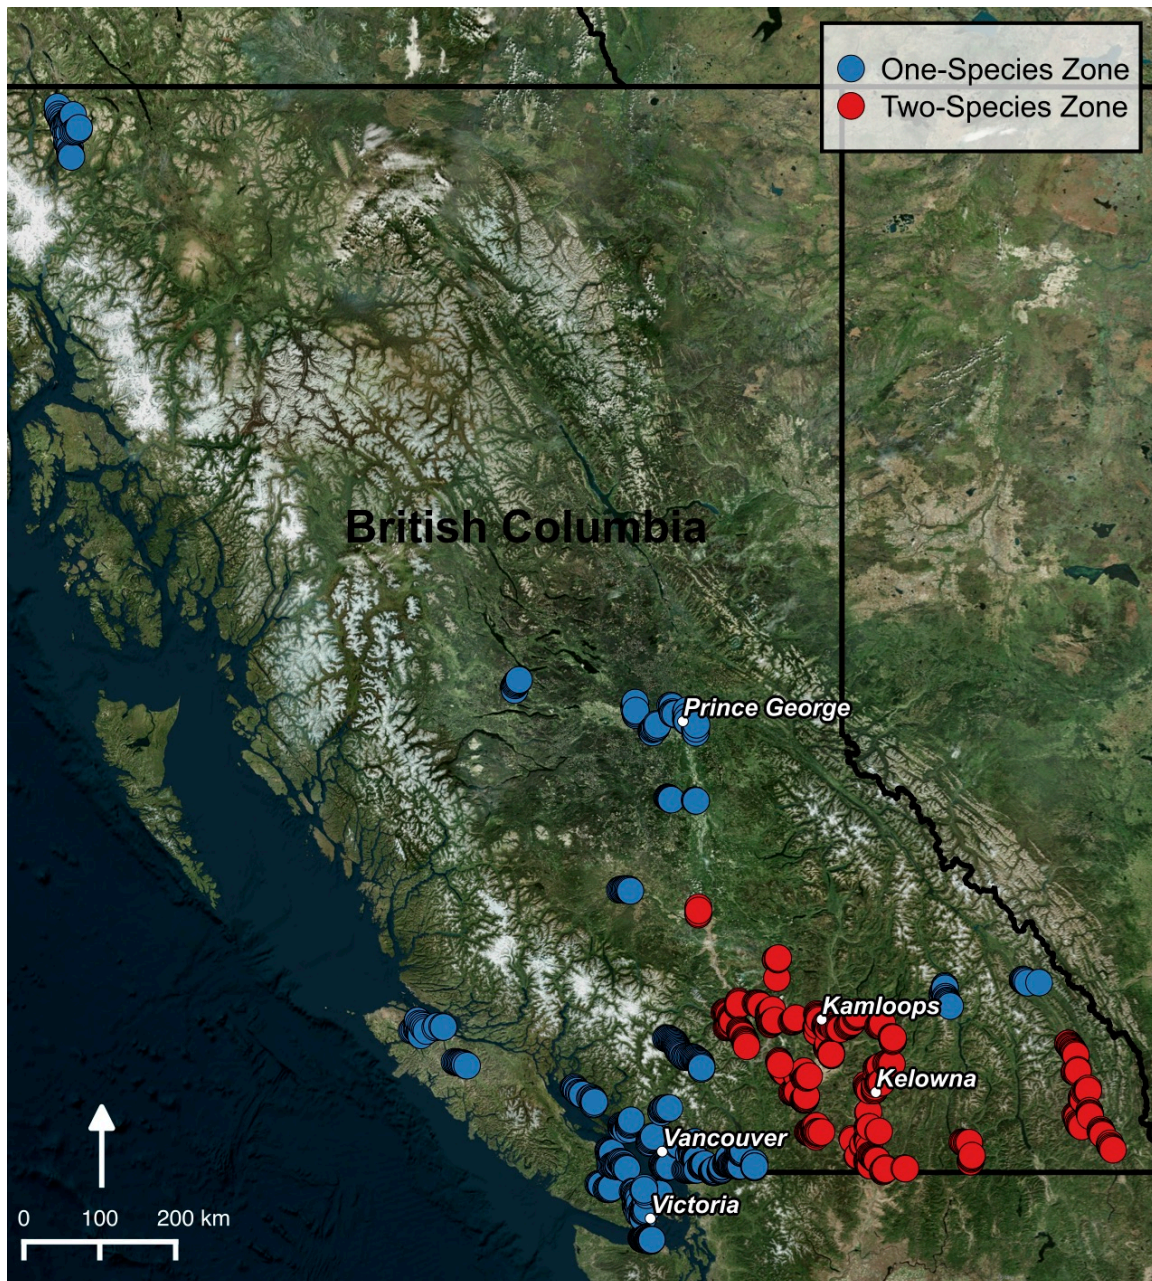 One-Species Zone
Two-Species Zone
British Columbia
Prince George
Kamloops
Kelowna
Vancouver
Victoria
0 100 200 km